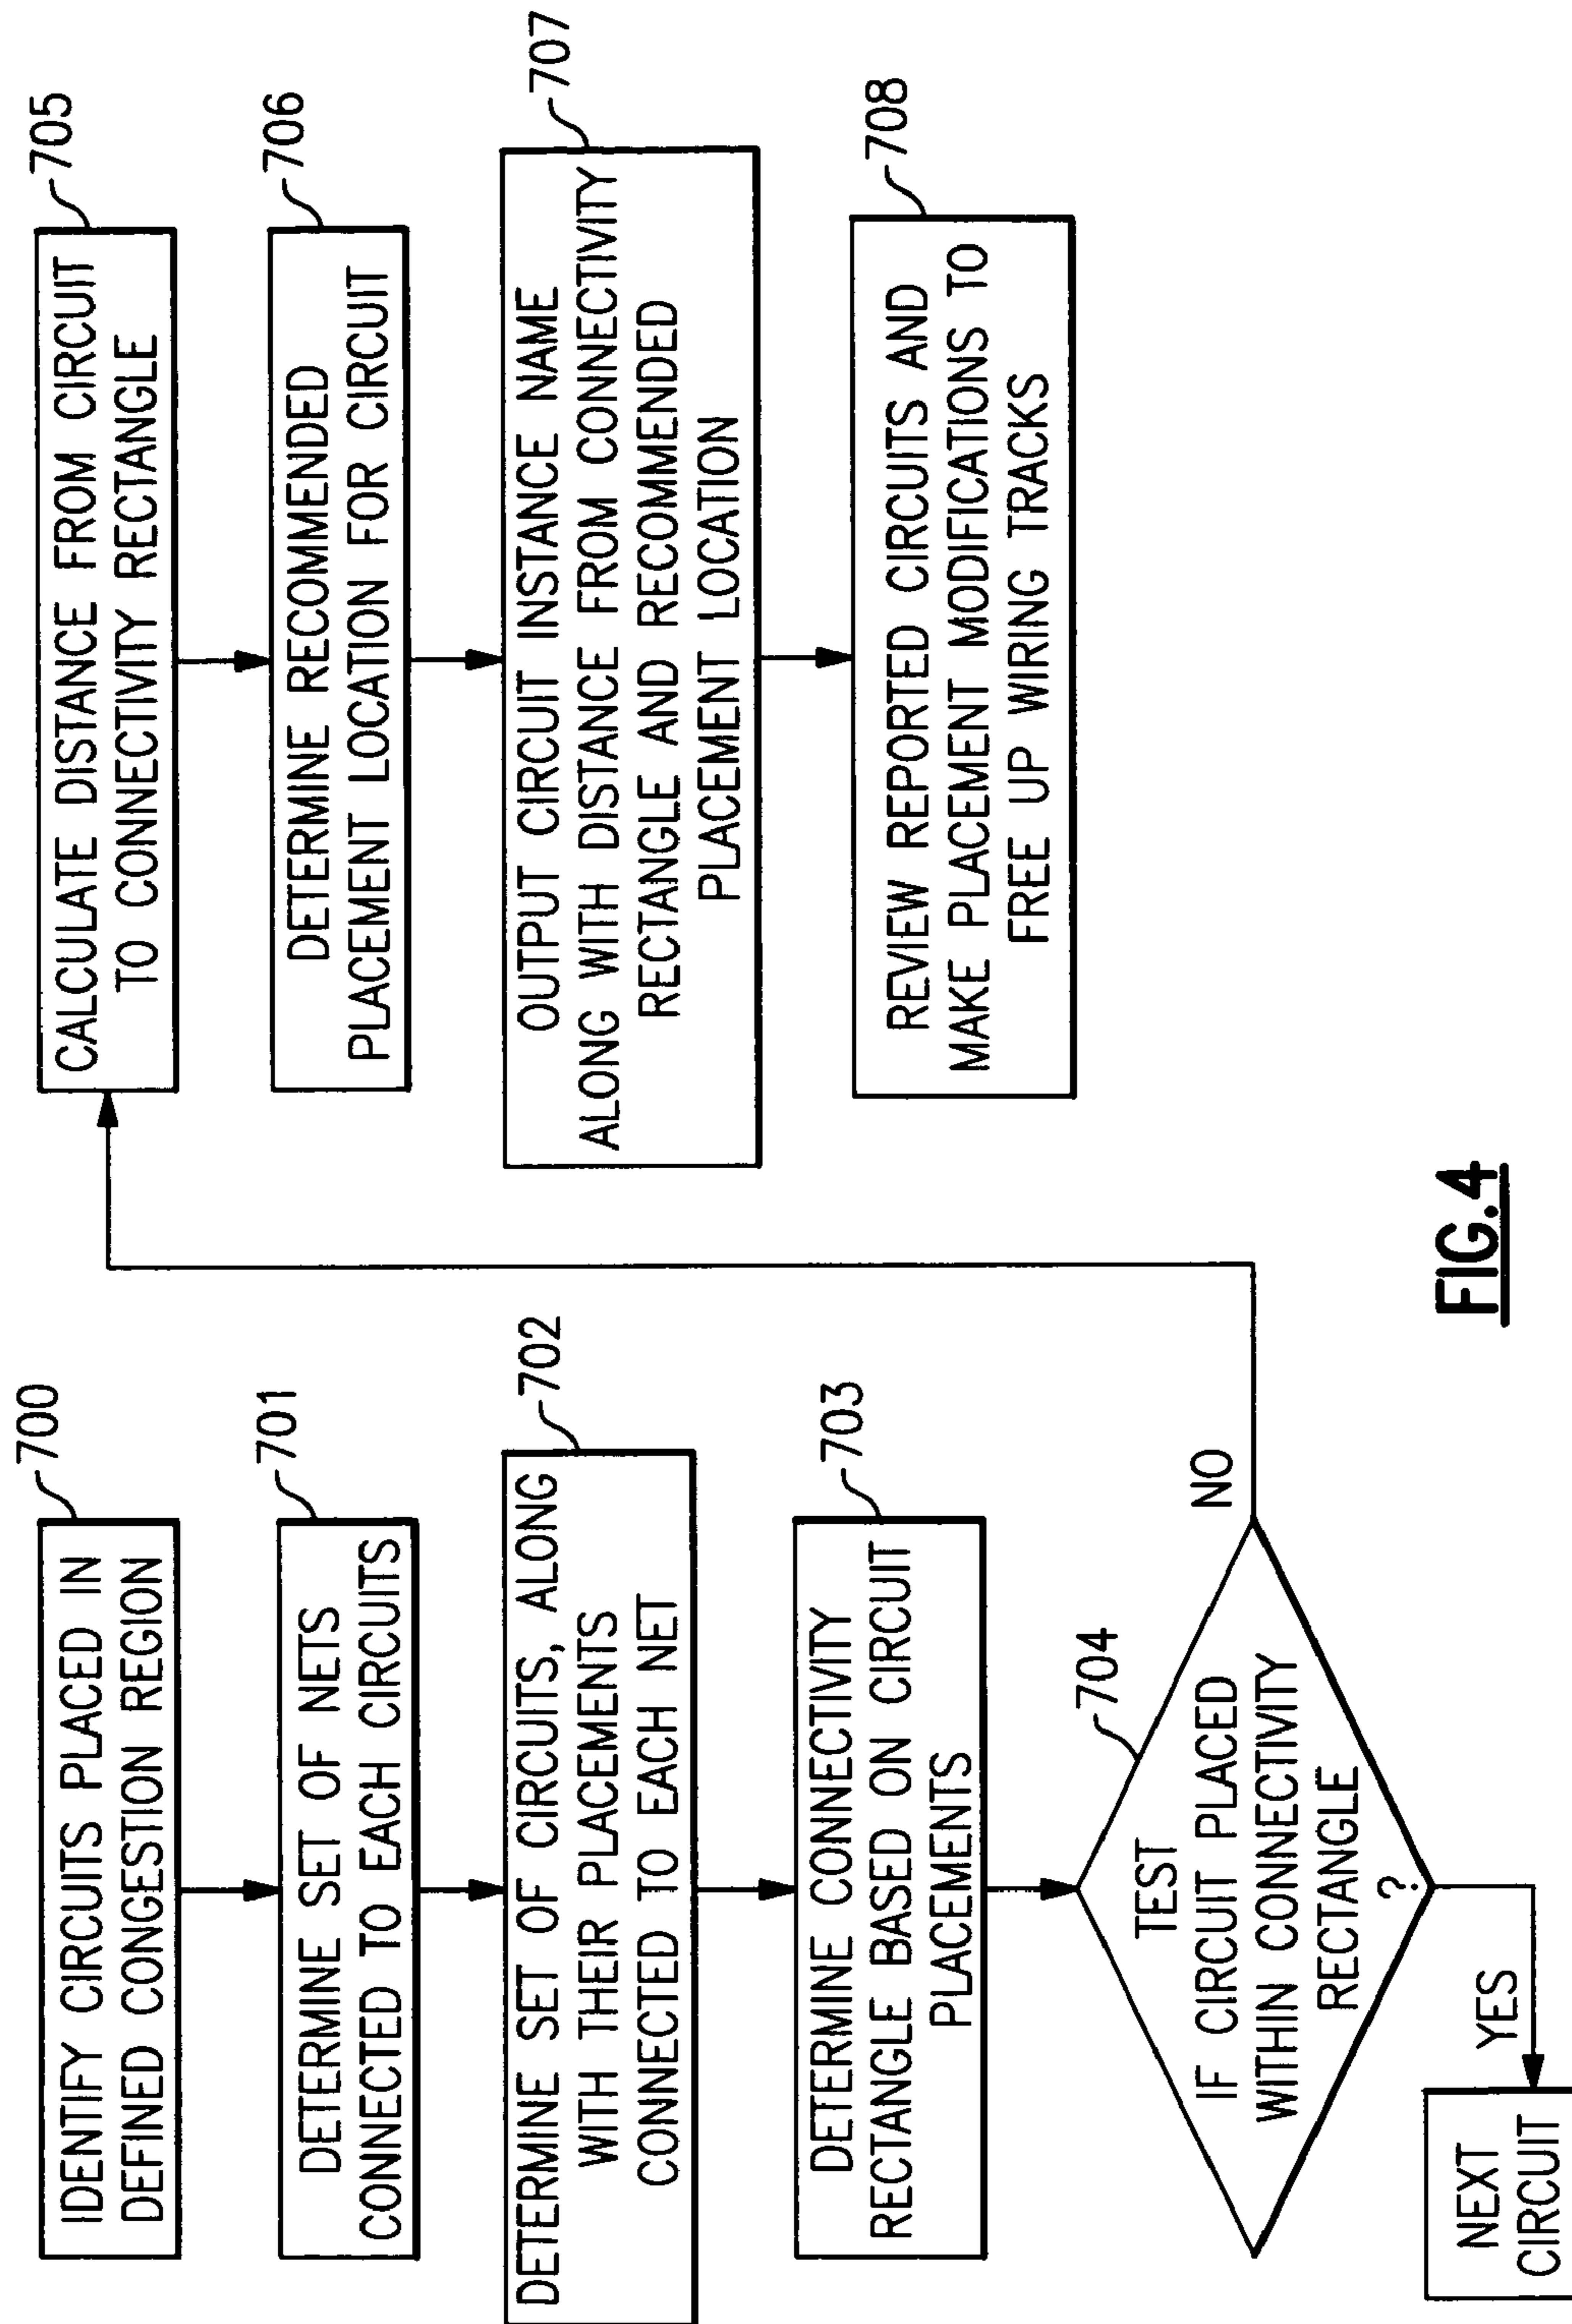 700
IDENTIFY CIRCUITS PLACED IN
DEFINED CONGESTION REGION
701
DETERMINE SET OF NETS
CONNECTED TO EACH CIRCUITS
702
DETERMINE SET OF CIRCUITS, ALONG
WITH THEIR PLACEMENTS
CONNECTED TO EACH NET
703
DETERMINE CONNECTIVITY
RECTANGLE BASED ON CIRCUIT
PLACEMENTS
704
TEST
IF CIRCUIT PLACED
WITHIN CONNECTIVITY
RECTANGLE
?
NO
YES
NEXT
CIRCUIT
705
CALCULATE DISTANCE FROM CIRCUIT
TO CONNECTIVITY RECTANGLE
706
DETERMINE RECOMMENDED
PLACEMENT LOCATION FOR CIRCUIT
707
OUTPUT CIRCUIT INSTANCE NAME
ALONG WITH DISTANCE FROM CONNECTIVITY
RECTANGLE AND RECOMMENDED
PLACEMENT LOCATION
708
REVIEW REPORTED CIRCUITS AND
MAKE PLACEMENT MODIFICATIONS TO
FREE UP WIRING TRACKS
FIG.4